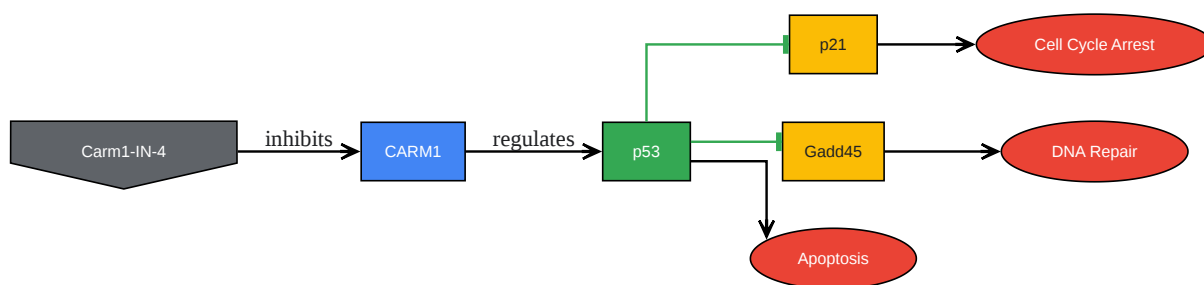 p21
Cell Cycle Arrest
Carm1-IN-4
inhibits
CARM1
regulates
p53
Gadd45
DNA Repair
Apoptosis